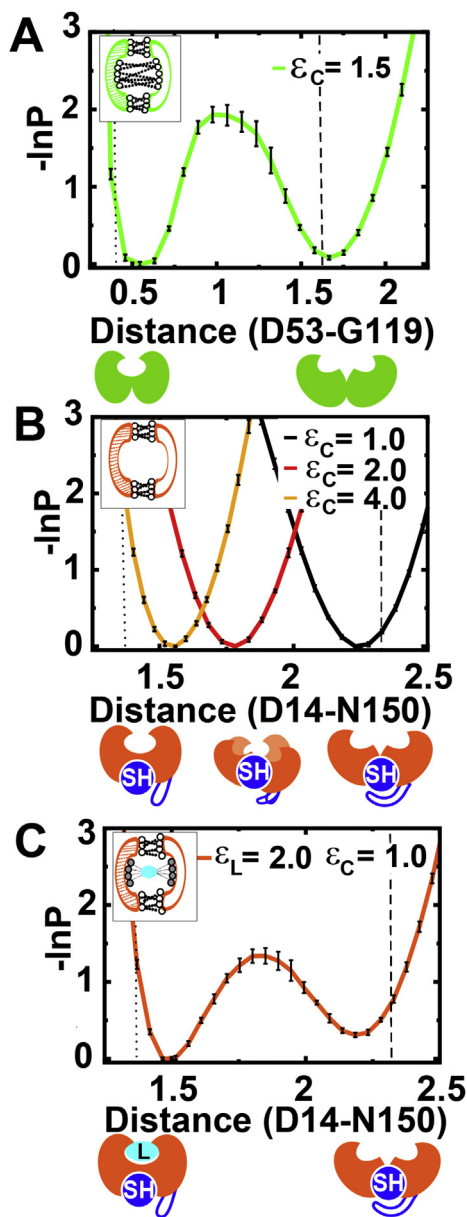 A
3
2
1
0
-lnP
ε_C = 1.5
0.5 1 1.5 2
Distance (D53-G119)
B
3
2
1
0
-lnP
ε_C = 1.0
ε_C = 2.0
ε_C = 4.0
1.5 2 2.5
Distance (D14-N150)
SH SH SH
C
3
2
1
0
-lnP
ε_L = 2.0 ε_C = 1.0
1.5 2 2.5
Distance (D14-N150)
L
SH SH